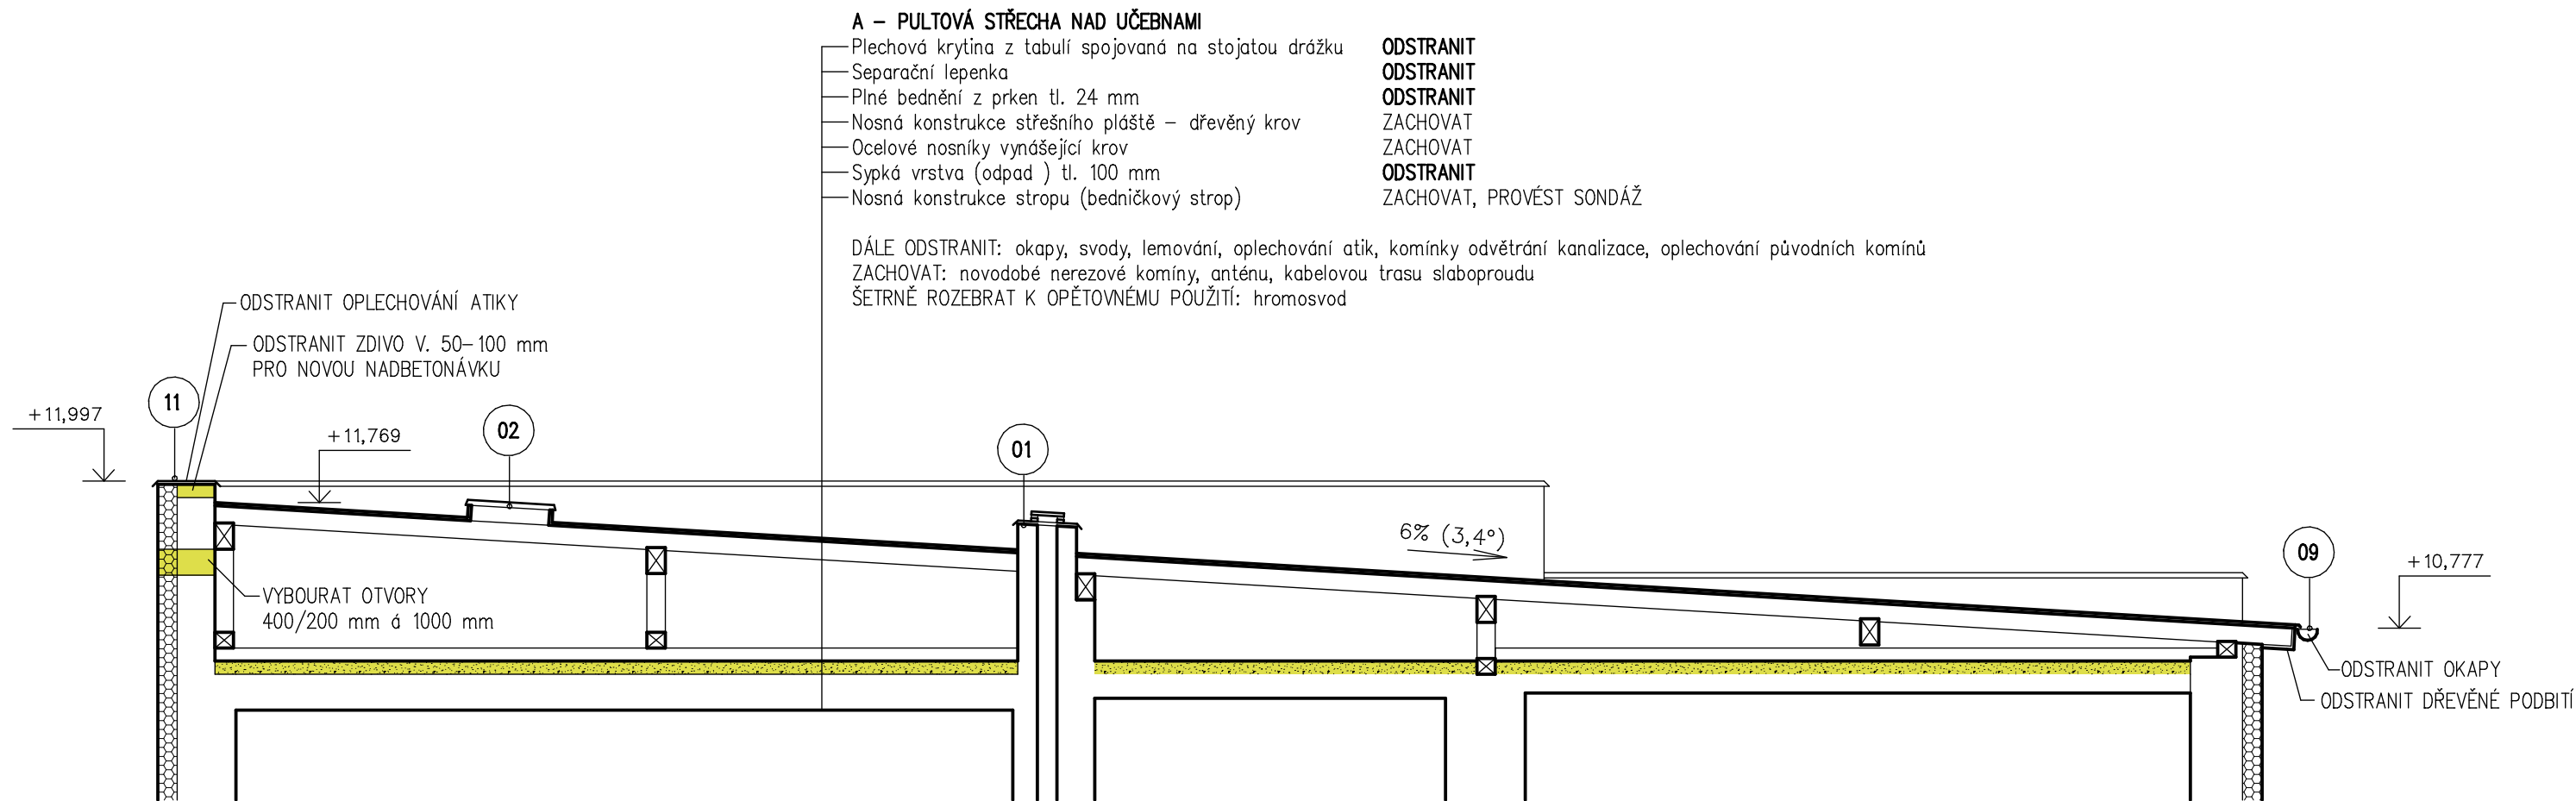 A – PULTOVÁ STŘECHA NAD UČEBNAMI
Plechová krytina z tabulí spojovaná na stojatou drážku ODSTRANIT
Separační lepenka ODSTRANIT
Plné bednění z prken tl. 24 mm ODSTRANIT
Nosná konstrukce střešního pláště – dřevěný krov ZACHOVAT
Ocelové nosníky vynášející krov ZACHOVAT
Sypká vrstva (odpad ) tl. 100 mm ODSTRANIT
Nosná konstrukce stropu (bedničkový strop) ZACHOVAT, PROVÉST SONDÁŽ
DÁLE ODSTRANIT: okapy, svody, lemování, oplechování atik, komínky odvětrání kanalizace, oplechování původních komínů
ZACHOVAT: novodobé nerezové komíny, anténu, kabelovou trasu slaboproudu
ŠETRNĚ ROZEBRAT K OPĚTOVNÉMU POUŽITÍ: hromosvod
ODSTRANIT OPLECHOVÁNÍ ATIKY
ODSTRANIT ZDIVO V. 50–100 mm
PRO NOVOU NADBETONÁVKU
+11,997
11
+11,769
02
01
6% (3,4°)
09
+10,777
VYBOURAT OTVORY
400/200 mm á 1000 mm
ODSTRANIT OKAPY
ODSTRANIT DŘEVĚNÉ PODBITÍ